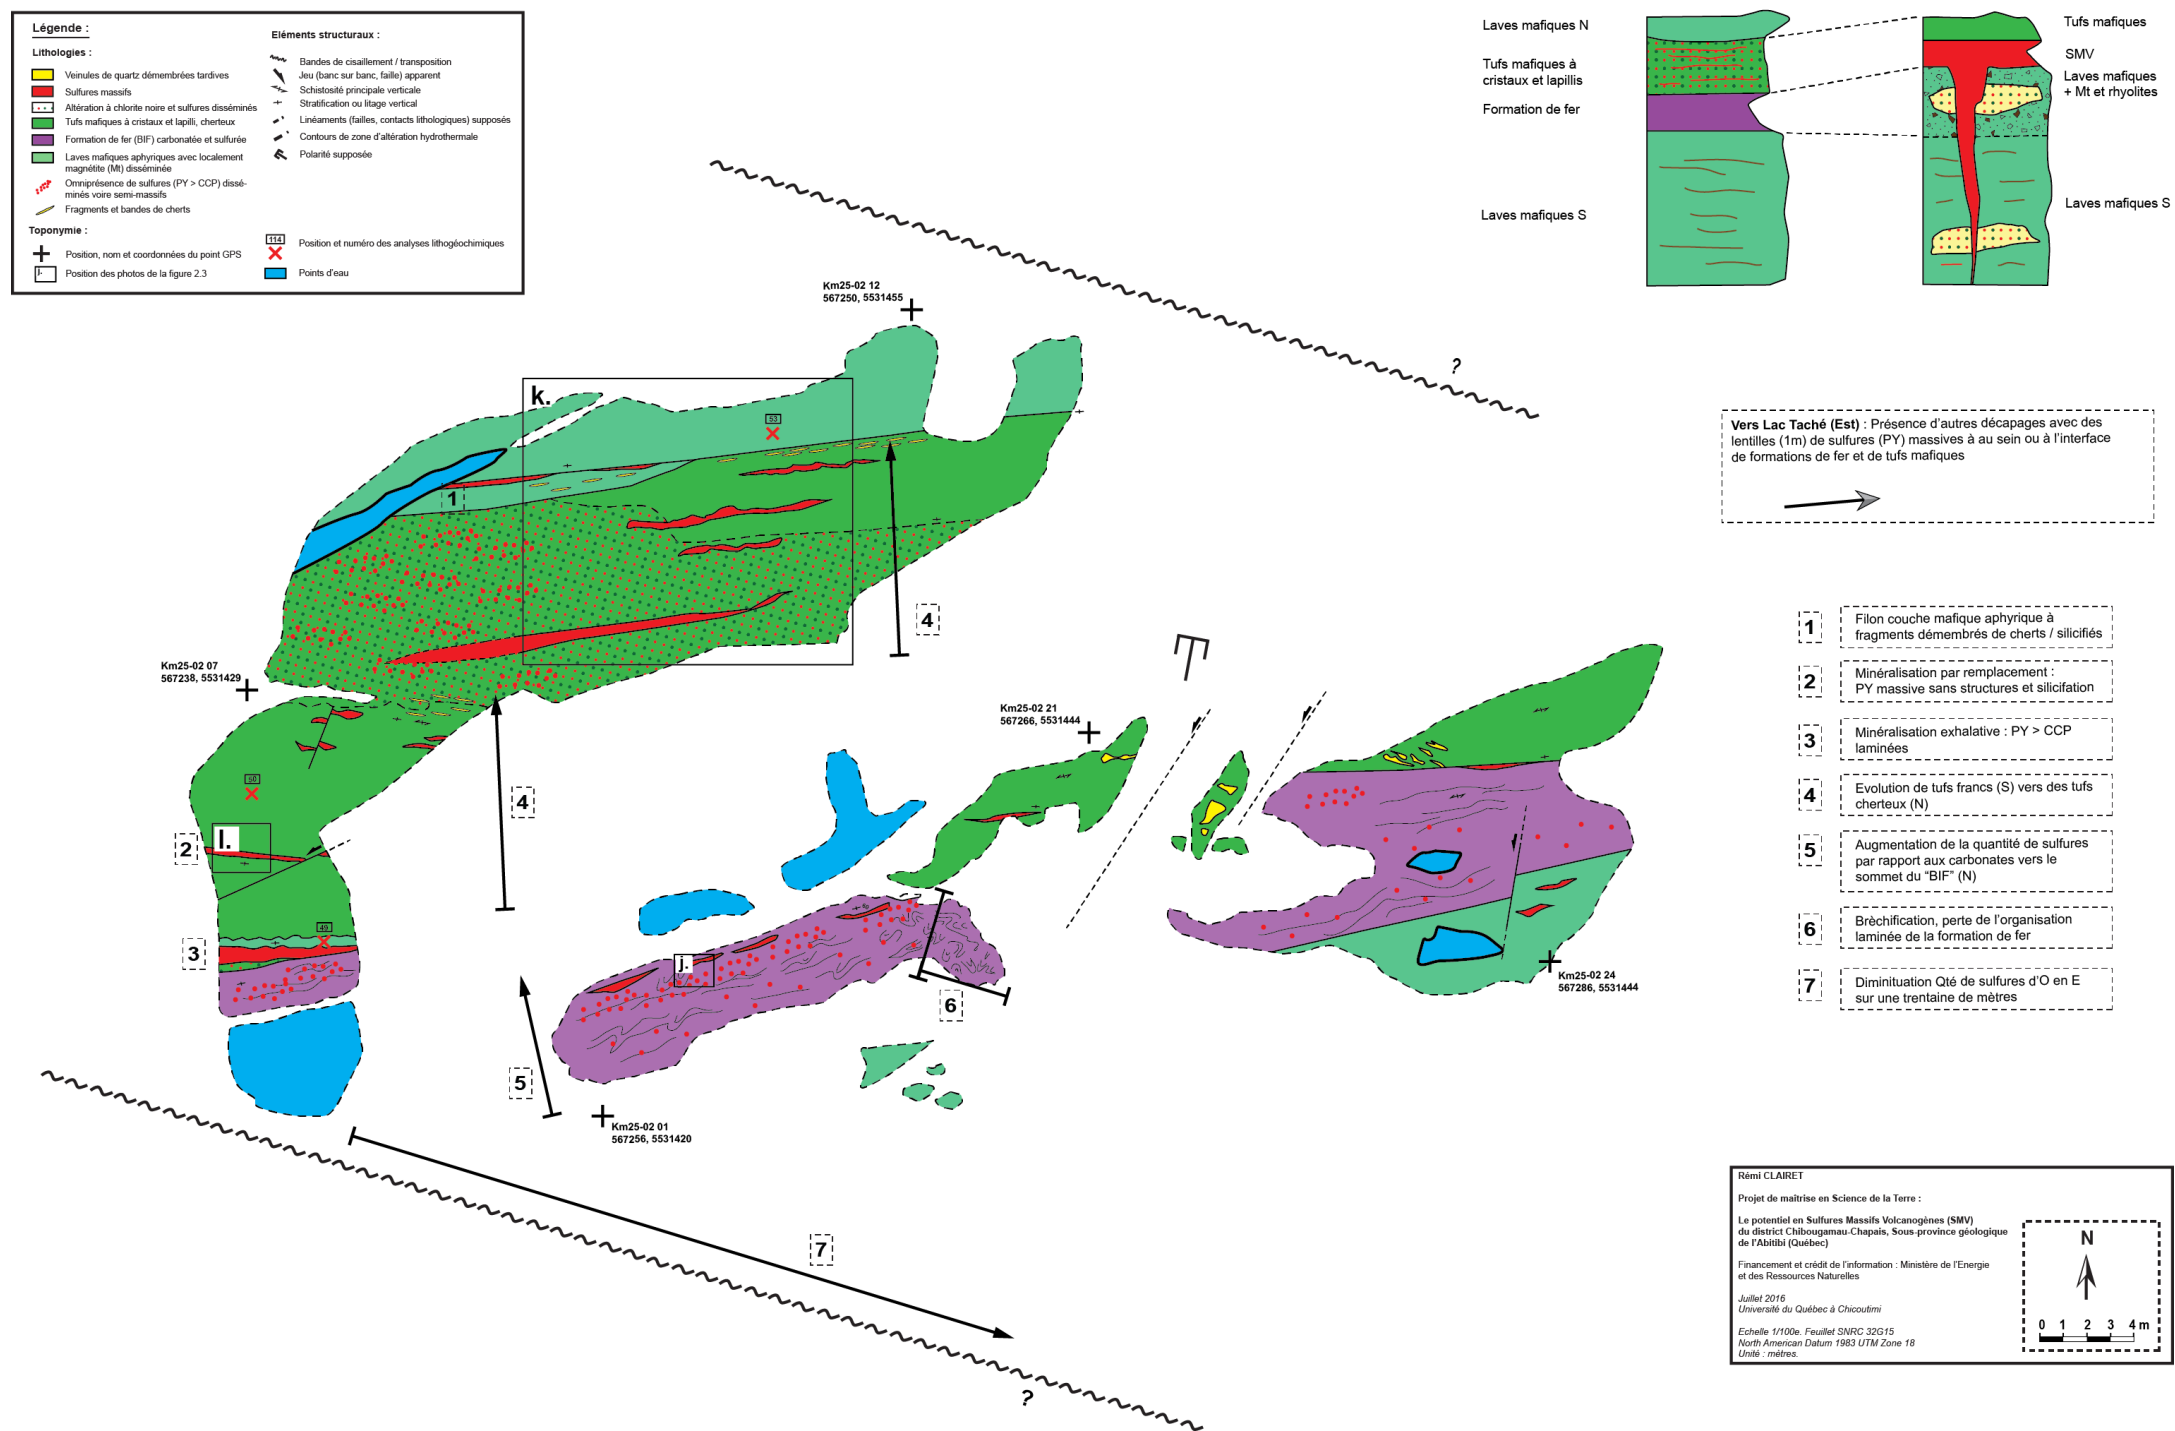 Légende :
Lithologies :
Veinules de quartz démembrées tardives
Sulfures massifs
Altération à chlorite noire et sulfures disséminés
Tufs mafiques à cristaux et lapilli, cherteux
Formation de fer (BIF) carbonatée et sulfurée
Laves mafiques aphyriques avec localement
magnétite (Mt) disséminée
Omniprésence de sulfures (PY > CCP) dissé-
minés voire semi-massifs
Fragments et bandes de cherts
Toponymie :
Position, nom et coordonnées du point GPS
j.
Position des photos de la figure 2.3
Eléments structuraux :
Bandes de cisaillement / transposition
Jeu (banc sur banc, faille) apparent
Schistosité principale verticale
Stratification ou litage vertical
Linéaments (failles, contacts lithologiques) supposés
Contours de zone d'altération hydrothermale
Polarité supposée
114
Position et numéro des analyses lithogéochimiques
Points d'eau
Laves mafiques N
Tufs mafiques à
cristaux et lapillis
Formation de fer
Laves mafiques S
Tufs mafiques
SMV
Laves mafiques
+ Mt et rhyolites
Laves mafiques S
?
Km25-02 12
567250, 5531455
k.
53
1
4
Km25-02 07
567238, 5531429
Km25-02 21
567266, 5531444
50
4
2
l.
49
3
j.
80
6
5
Km25-02 01
567256, 5531420
Km25-02 24
567286, 5531444
7
?
Vers Lac Taché (Est) : Présence d'autres décapages avec des
lentilles (1m) de sulfures (PY) massives à au sein ou à l'interface
de formations de fer et de tufs mafiques
1
Filon couche mafique aphyrique à
fragments démembrés de cherts / silicifiés
2
Minéralisation par remplacement :
PY massive sans structures et silicifation
3
Minéralisation exhalative : PY > CCP
laminées
4
Evolution de tufs francs (S) vers des tufs
cherteux (N)
5
Augmentation de la quantité de sulfures
par rapport aux carbonates vers le
sommet du “BIF” (N)
6
Brèchification, perte de l'organisation
laminée de la formation de fer
7
Diminituation Qté de sulfures d'O en E
sur une trentaine de mètres
Rémi CLAIRET
Projet de maîtrise en Science de la Terre :
Le potentiel en Sulfures Massifs Volcanogènes (SMV)
du district Chibougamau-Chapais, Sous-province géologique
de l'Abitibi (Québec)
Financement et crédit de l'information : Ministère de l'Energie
et des Ressources Naturelles
Juillet 2016
Université du Québec à Chicoutimi
Echelle 1/100e. Feuillet SNRC 32G15
North American Datum 1983 UTM Zone 18
Unité : mètres.
N
0 1 2 3 4 m